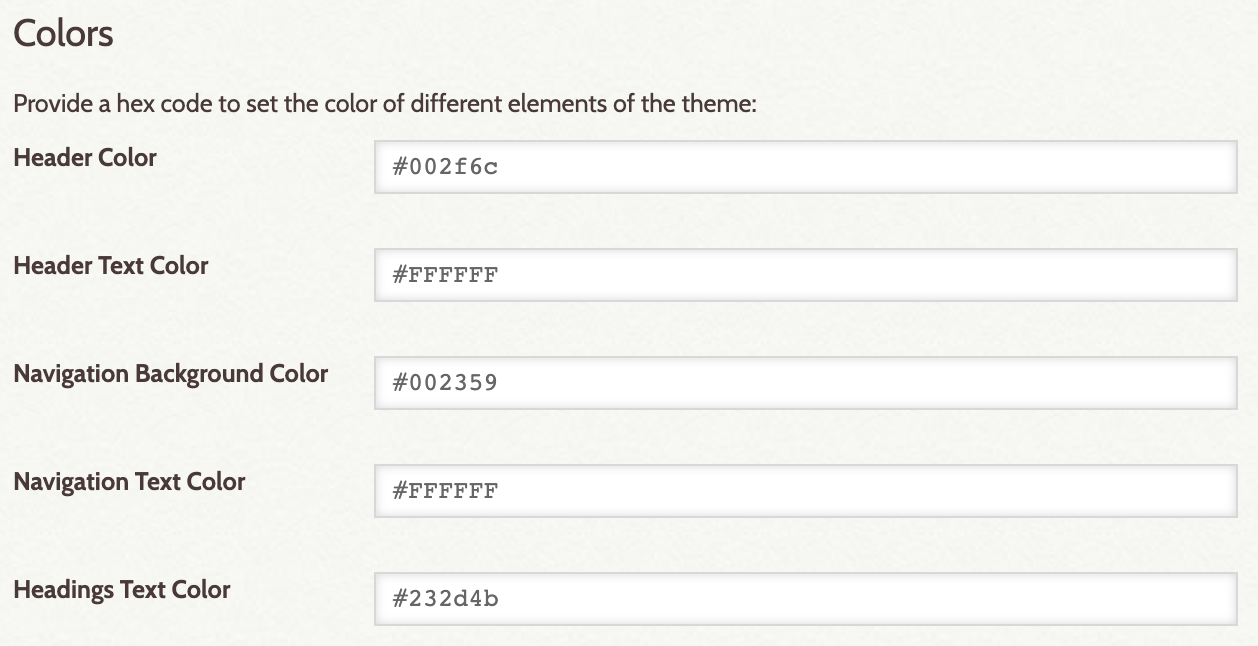 Colors
Provide a hex code to set the color of different elements of the theme:
Header Color
#002f6c
Header Text Color
#FFFFFF
Navigation Background Color
#002359
Navigation Text Color
#FFFFFF
Headings Text Color
#232d4b